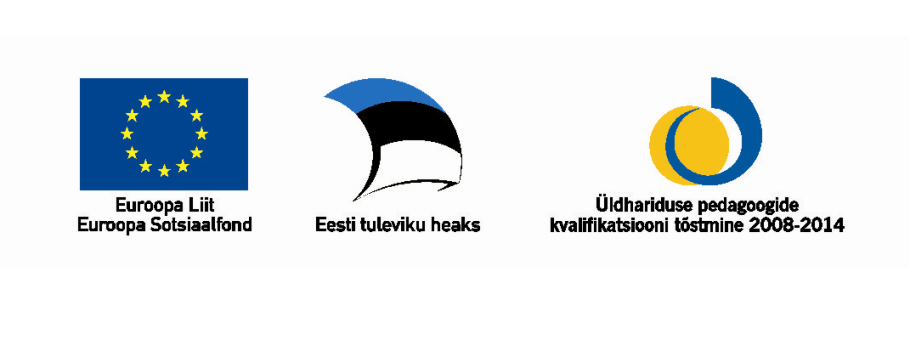 Euroopa Liit
Euroopa Sotsiaalfond
Eesti tuleviku heaks
Üldhariduse pedagoogide
kvalifikatsiooni tõstmine 2008-2014